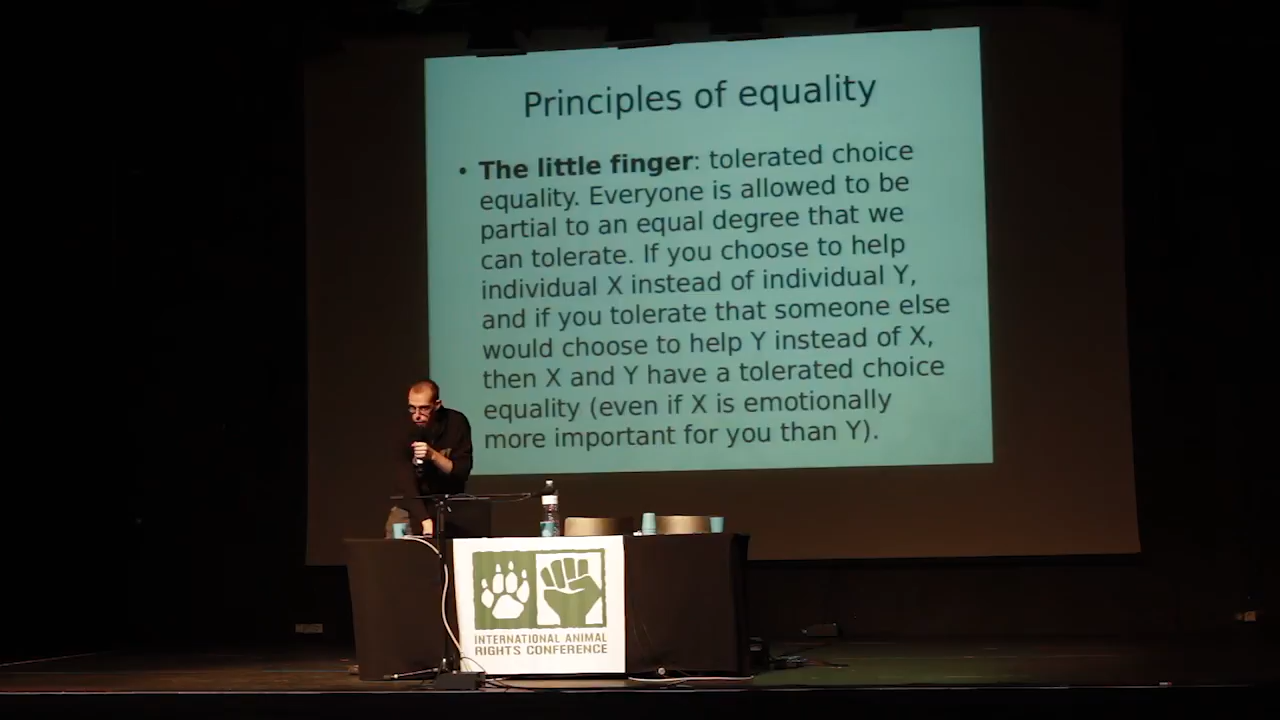 Principles of equality
• The little finger: tolerated choice
equality. Everyone is allowed to be
partial to an equal degree that we
can tolerate. If you choose to help
individual X instead of individual Y,
and if you tolerate that someone else
would choose to help Y instead of X,
then X and Y have a tolerated choice
equality (even if X is emotionally
more important for you than Y).
INTERNATIONAL ANIMAL
RIGHTS CONFERENCE